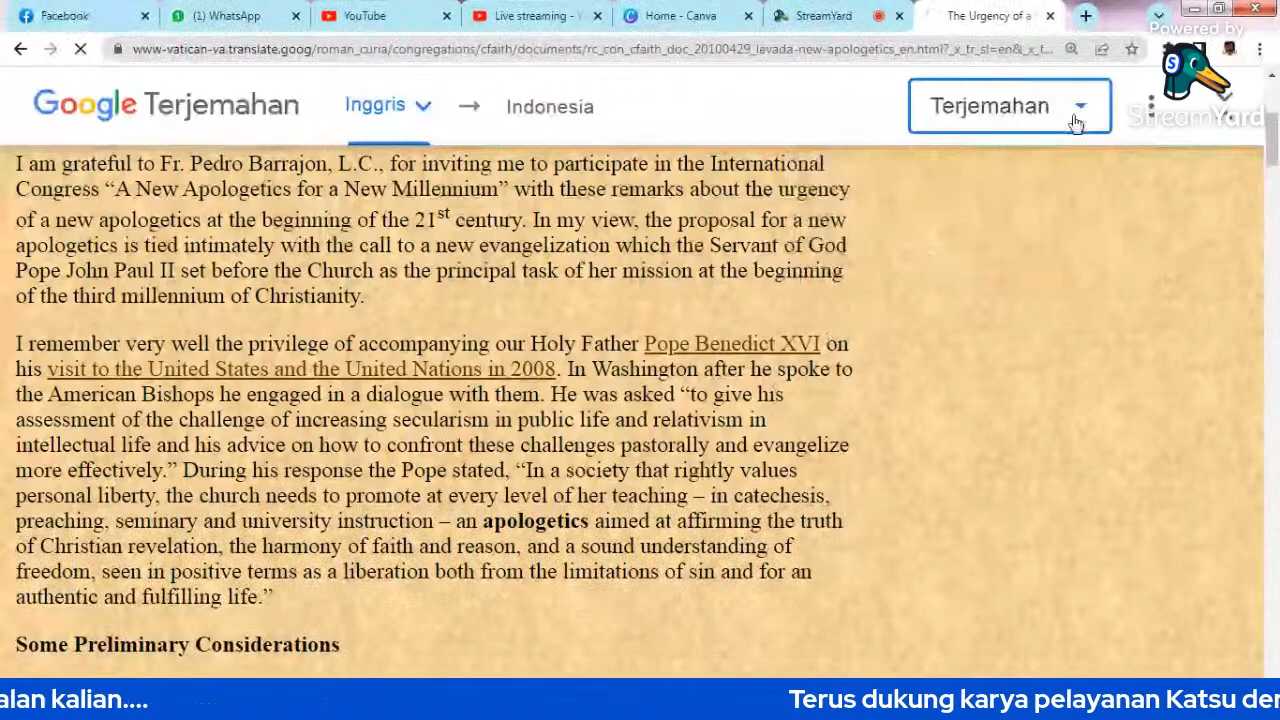 Facebook
(1) WhatsApp
YouTube
Live streaming - Y
Home - Canva
StreamYard
The Urgency of a
Powered by
www-vatican-va.translate.goog/roman_curia/congregations/cfaith/documents/rc_con_cfaith_doc_20100429_levada-new-apologetics_en.html?_x_tr_sl=en&_x_t...
StreamYard
Google Terjemahan
Inggris
Indonesia
Terjemahan
I am grateful to Fr. Pedro Barrajon, L.C., for inviting me to participate in the International
Congress “A New Apologetics for a New Millennium” with these remarks about the urgency
of a new apologetics at the beginning of the 21st century. In my view, the proposal for a new
apologetics is tied intimately with the call to a new evangelization which the Servant of God
Pope John Paul II set before the Church as the principal task of her mission at the beginning
of the third millennium of Christianity.
I remember very well the privilege of accompanying our Holy Father Pope Benedict XVI on
his visit to the United States and the United Nations in 2008. In Washington after he spoke to
the American Bishops he engaged in a dialogue with them. He was asked “to give his
assessment of the challenge of increasing secularism in public life and relativism in
intellectual life and his advice on how to confront these challenges pastorally and evangelize
more effectively.” During his response the Pope stated, “In a society that rightly values
personal liberty, the church needs to promote at every level of her teaching – in catechesis,
preaching, seminary and university instruction – an apologetics aimed at affirming the truth
of Christian revelation, the harmony of faith and reason, and a sound understanding of
freedom, seen in positive terms as a liberation both from the limitations of sin and for an
authentic and fulfilling life.”
Some Preliminary Considerations
alan kalian....
Terus dukung karya pelayanan Katsu den